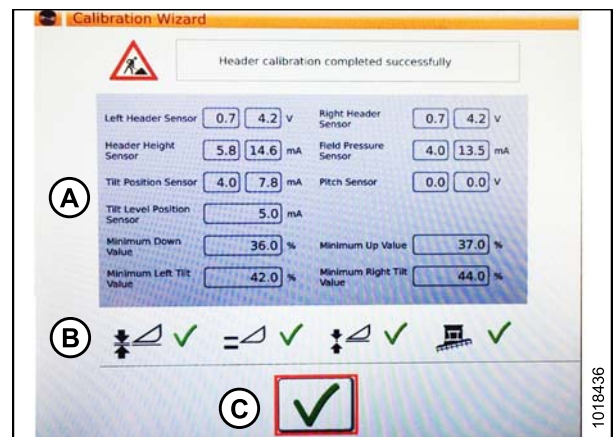 Calibration Wizard
Header calibration completed successfully
Left Header Sensor 0.7 4.2 V Right Header Sensor 0.7 4.2 V
Header Height Sensor 5.8 14.6 mA Field Pressure Sensor 4.0 13.5 mA
Tilt Position Sensor 4.0 7.8 mA Pitch Sensor 0.0 0.0 V
Tilt Level Position Sensor 5.0 mA
Minimum Down Value 36.0 % Minimum Up Value 37.0 %
Minimum Left Tilt Value 42.0 % Minimum Right Tilt Value 44.0 %
A
B
C
1018436